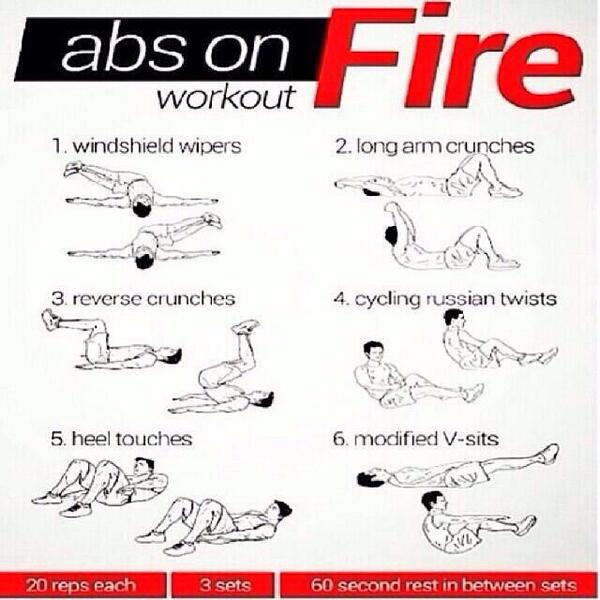 abs on Fire
workout
1. windshield wipers
2. long arm crunches
3. reverse crunches
4. cycling russian twists
5. heel touches
6. modified V-sits
20 reps each
3 sets
60 second rest in between sets